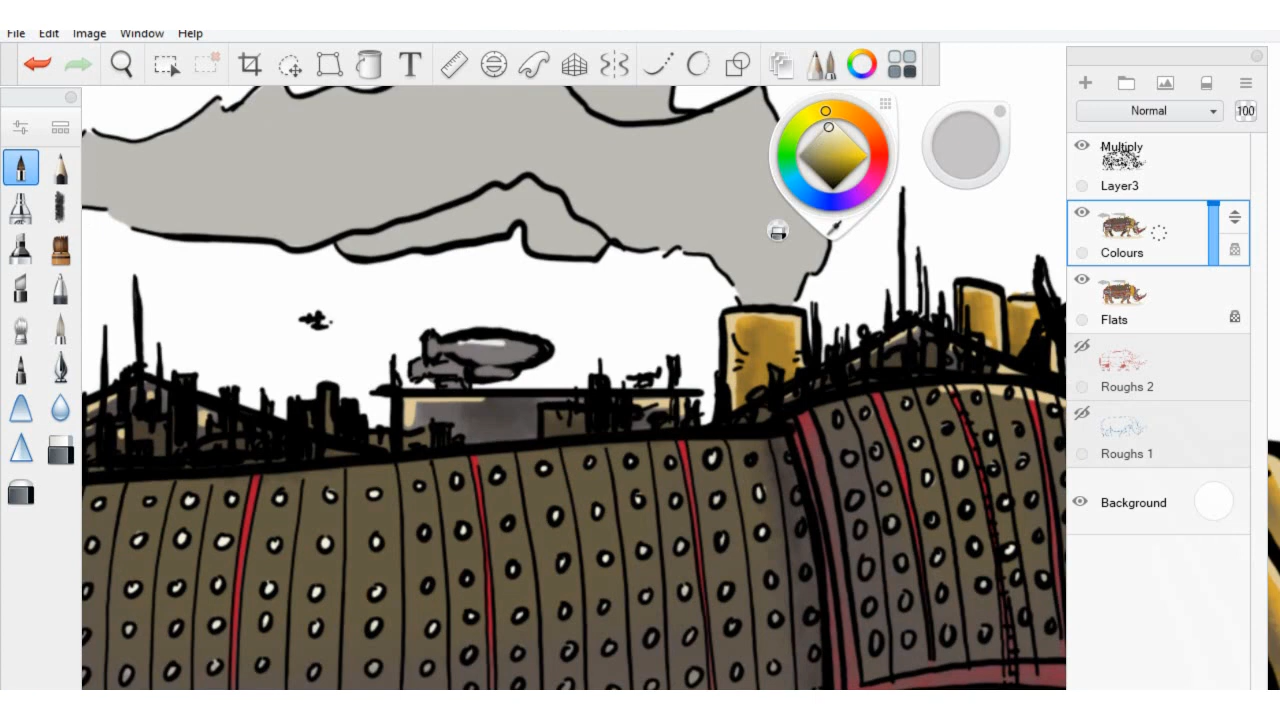 File Edit Image Window Help
T
Normal 100
Multiply
Layer3
Colours
Flats
Roughs 2
Roughs 1
Background